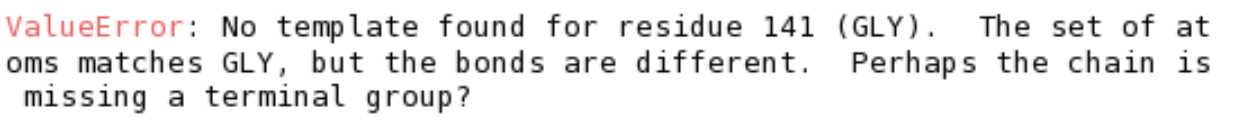 ValueError: No template found for residue 141 (GLY).  The set of at
oms matches GLY, but the bonds are different.  Perhaps the chain is
 missing a terminal group?